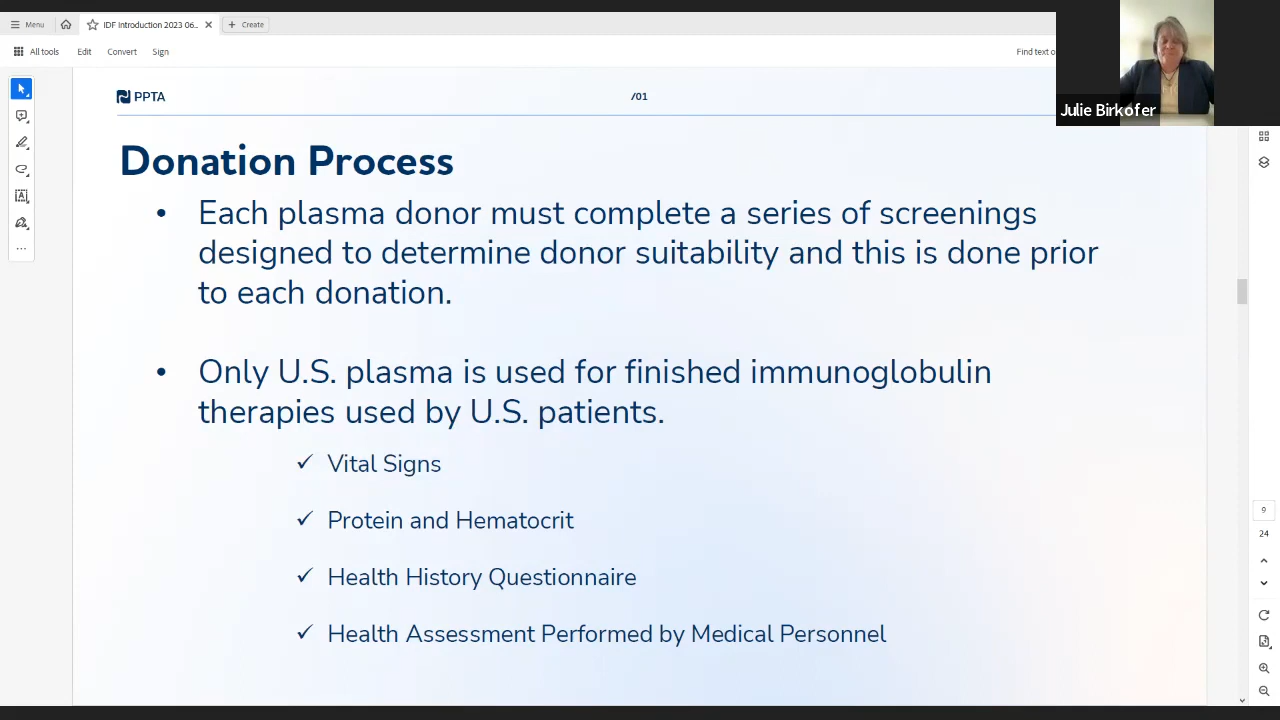 Menu
IDF Introduction 2023 06...
Create
All tools
Edit
Convert
Sign
Find text o
Julie Birkofer
PPTA
/01
Donation Process
• Each plasma donor must complete a series of screenings
designed to determine donor suitability and this is done prior
to each donation.
• Only U.S. plasma is used for finished immunoglobulin
therapies used by U.S. patients.
✓ Vital Signs
✓ Protein and Hematocrit
✓ Health History Questionnaire
✓ Health Assessment Performed by Medical Personnel
9
24